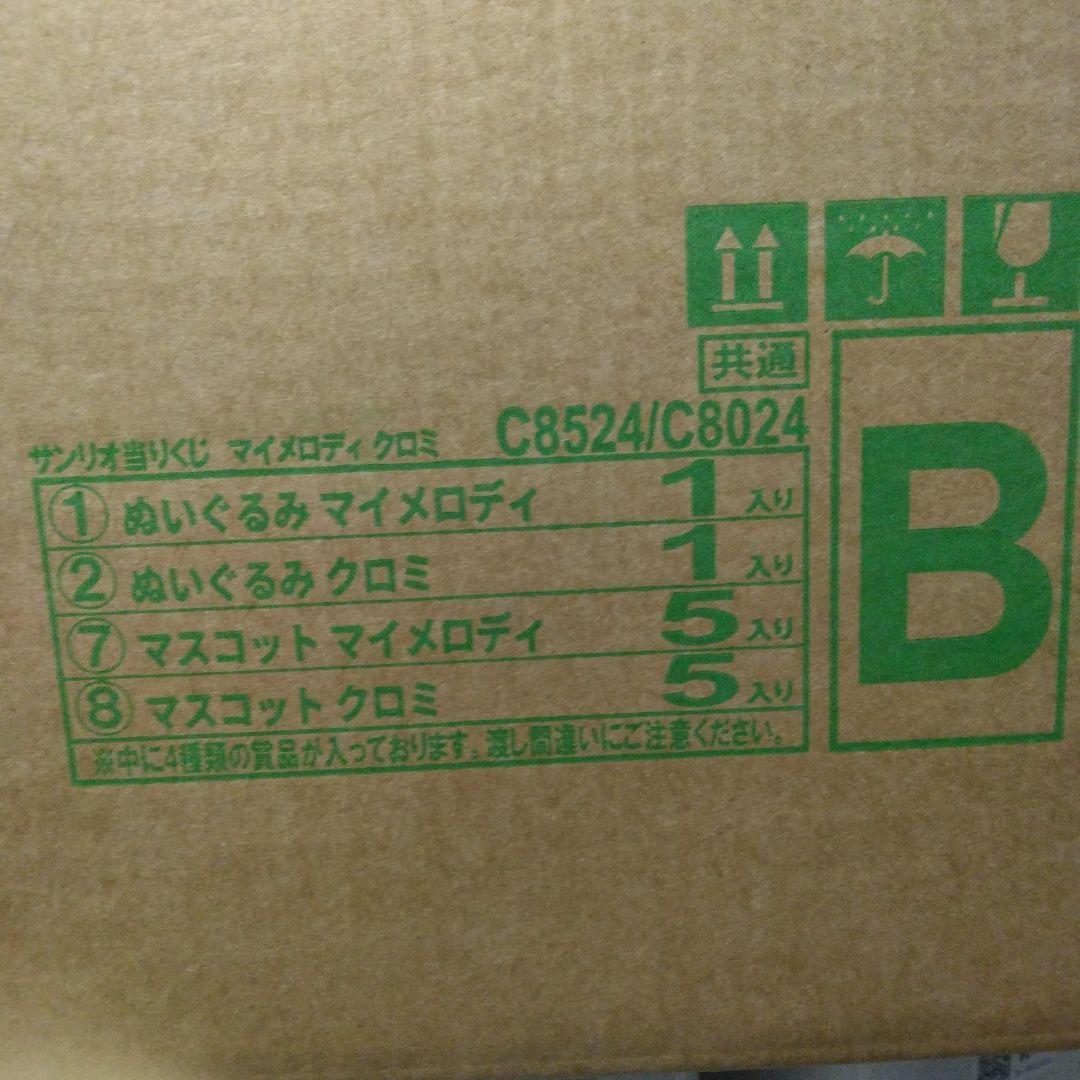 共通
サンリオ当りくじ マイメロディ クロミ C8524/C8024
① ぬいぐるみ マイメロディ 1 入り
② ぬいぐるみ クロミ 1 入り
⑦ マスコット マイメロディ 5 入り
⑧ マスコット クロミ 5 入り
※中に4種類の賞品が入っております。渡し間違いにご注意ください。
B